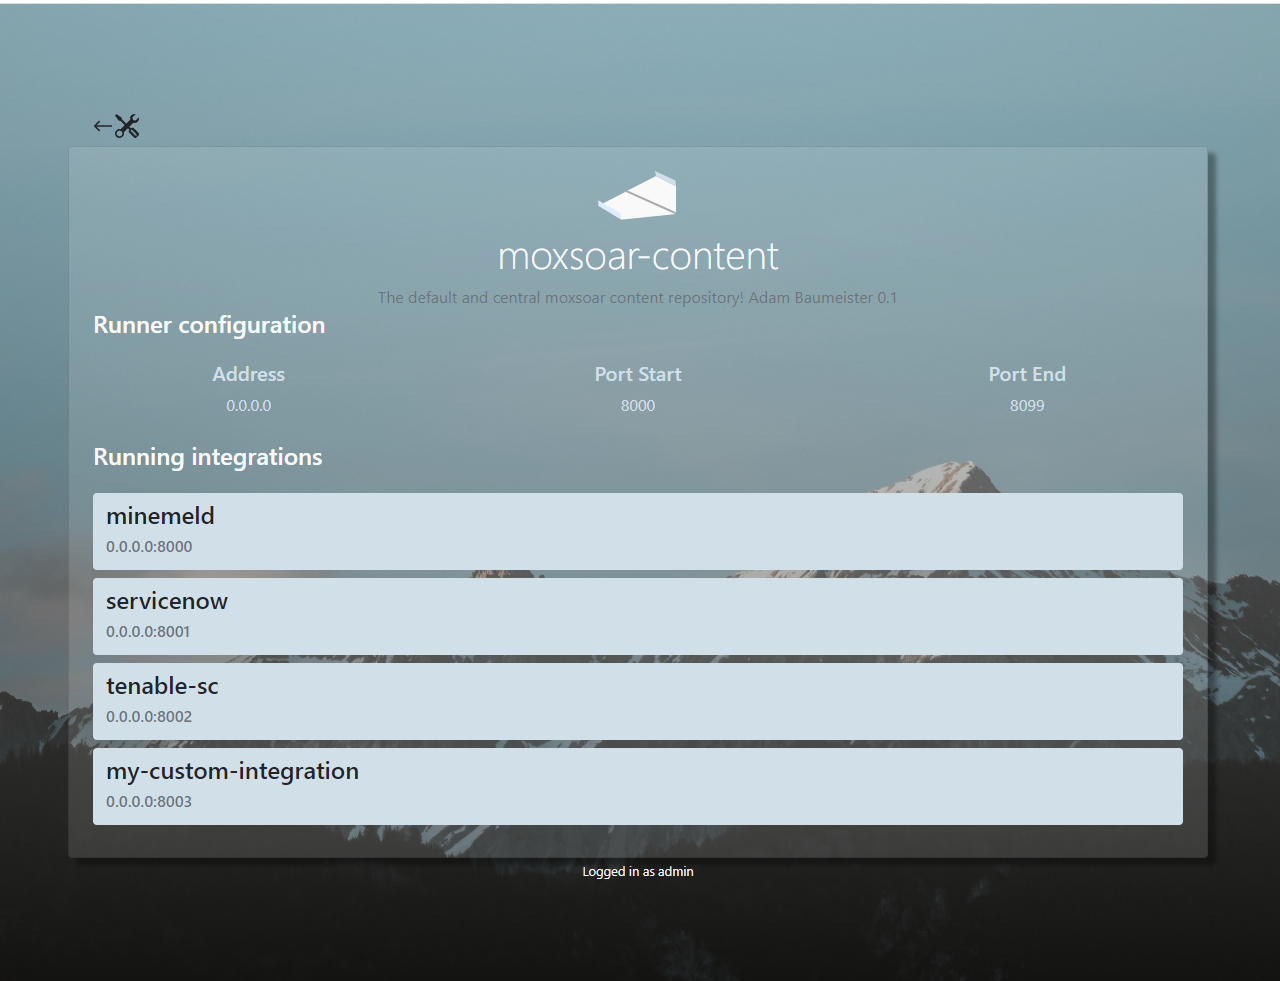 moxsoar-content
The default and central moxsoar content repository! Adam Baumeister 0.1
Runner configuration
Address Port Start Port End
0.0.0.0 8000 8099
Running integrations
minemeld
0.0.0.0:8000
servicenow
0.0.0.0:8001
tenable-sc
0.0.0.0:8002
my-custom-integration
0.0.0.0:8003
Logged in as admin